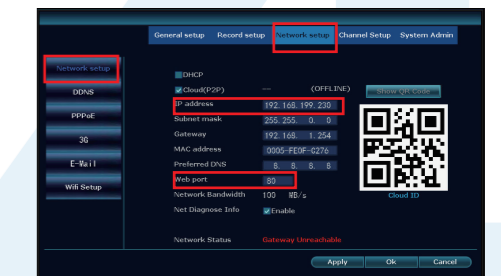 General setup Record setup Network setup Channel Setup System Admin
Network setup
DDNS
PPPoE
3G
E-Mail
Wifi Setup
DHCP
Cloud(P2P) -- (OFFLINE) Show QR Code
IP address 192.168.199.230
Subnet mask 255.255. 0. 0
Gateway 192.168. 1.254
MAC address 0005-FE0F-C276
Preferred DNS 8. 8. 8. 8
Web port 80
Network Bandwidth 100 MB/s
Net Diagnose Info Enable
Cloud ID
Network Status Gateway Unreachable
Apply Ok Cancel